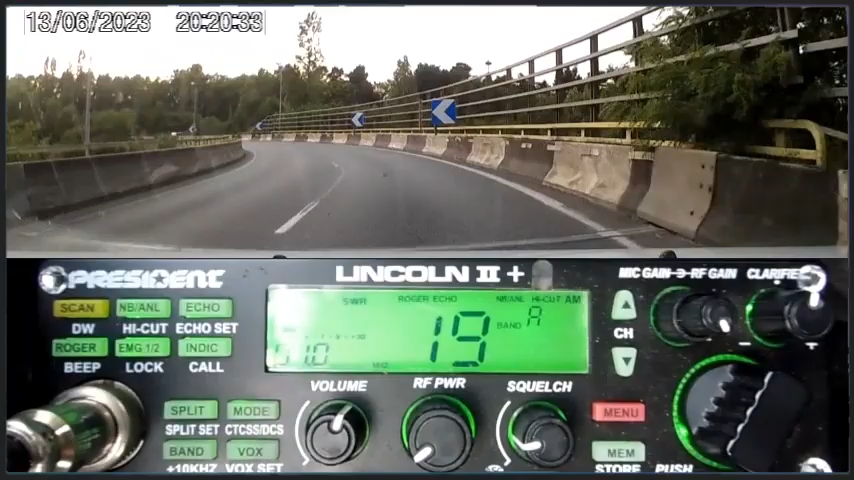 13/06/2023 20:20:33
PRESIDENT LINCOLN II + MIC GAIN RF GAIN CLARIFIER
SCAN NB/ANL ECHO
DW HI-CUT ECHO SET
ROGER EMG 1/2 INDIC
BEEP LOCK CALL
SWR ROGER ECHO NB/ANL HI-CUT AM
19 BAND A
CH
VOLUME RF PWR SQUELCH
SPLIT MODE
SPLIT SET CTCSS/DCS
BAND VOX
+10KHZ VOX SET
MENU
MEM
STORE PUSH